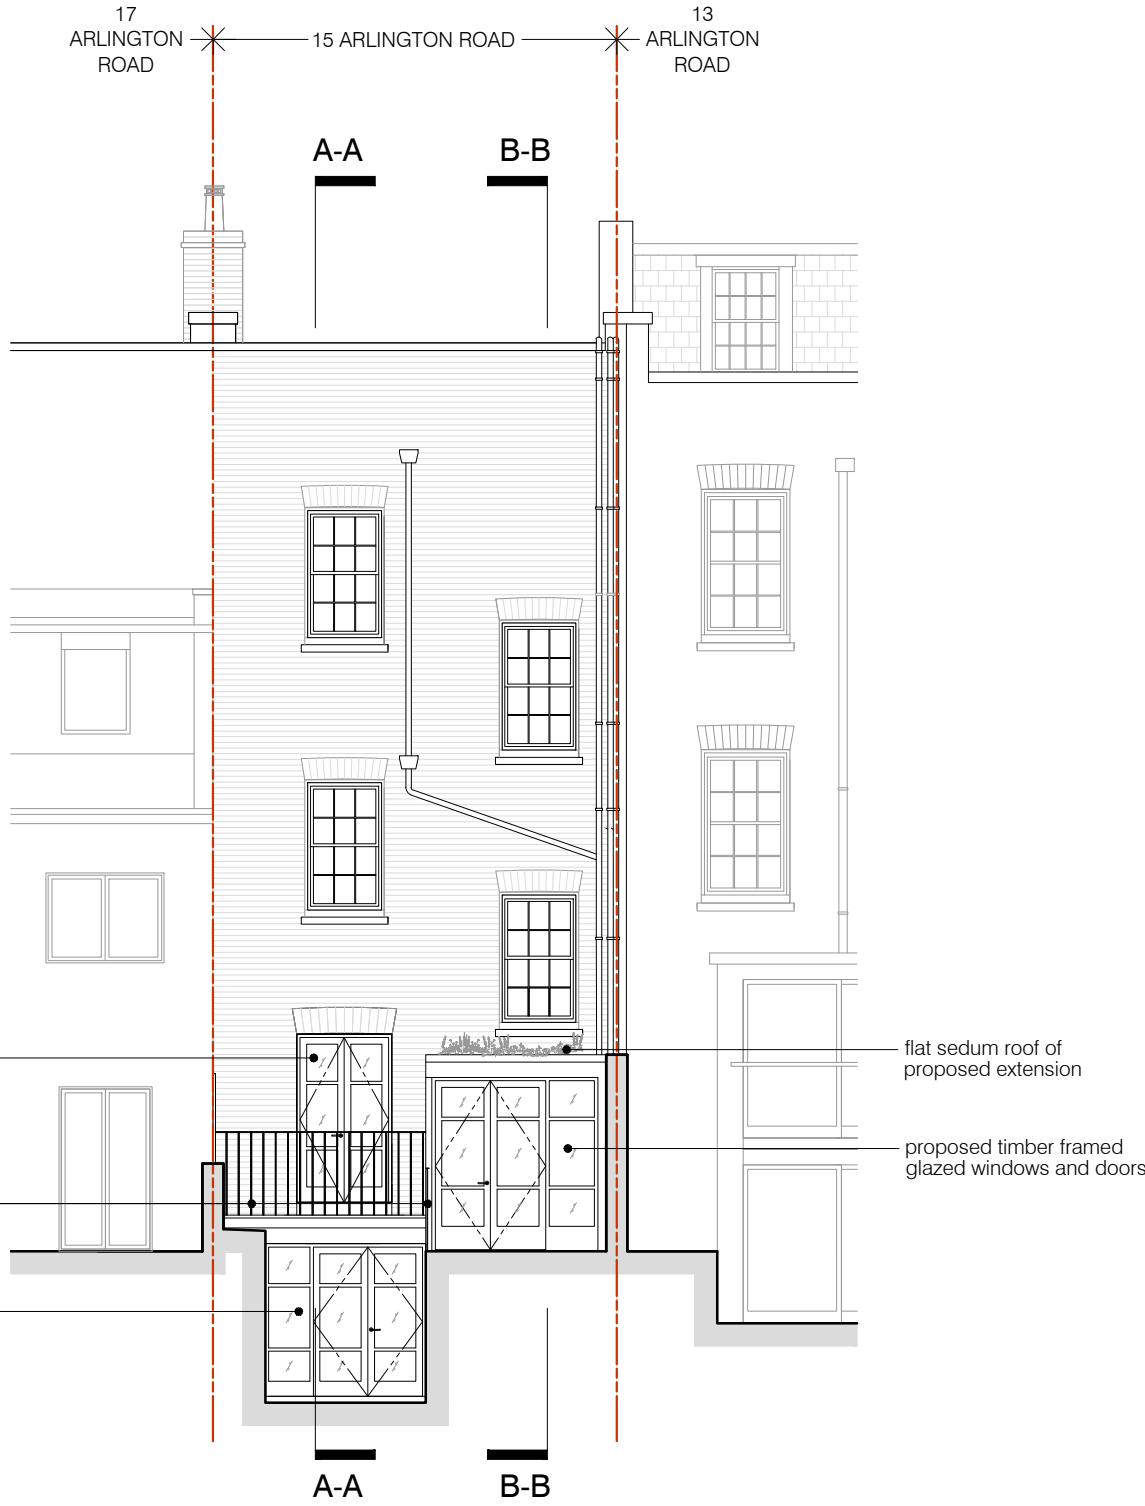 17
ARLINGTON
ROAD
15 ARLINGTON ROAD
13
ARLINGTON
ROAD
A-A
B-B
flat sedum roof of
proposed extension
proposed timber framed
glazed windows and doors
A-A
B-B